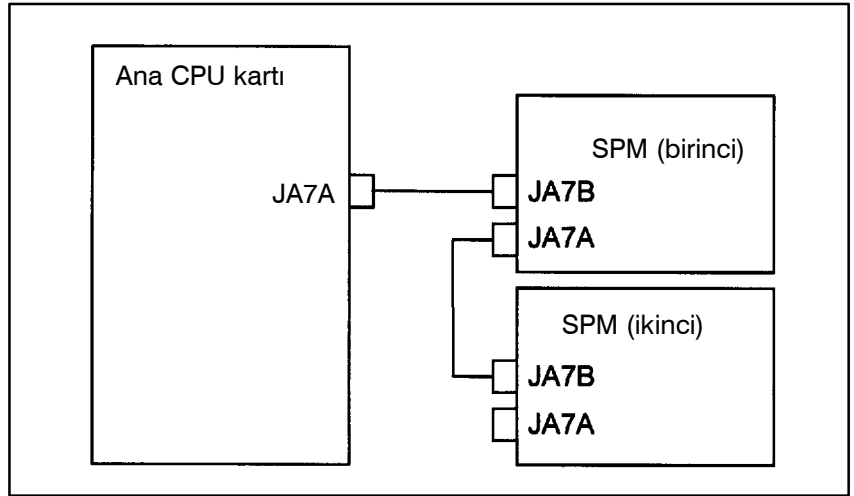 Ana CPU kartı
JA7A
SPM (birinci)
JA7B
JA7A
SPM (ikinci)
JA7B
JA7A